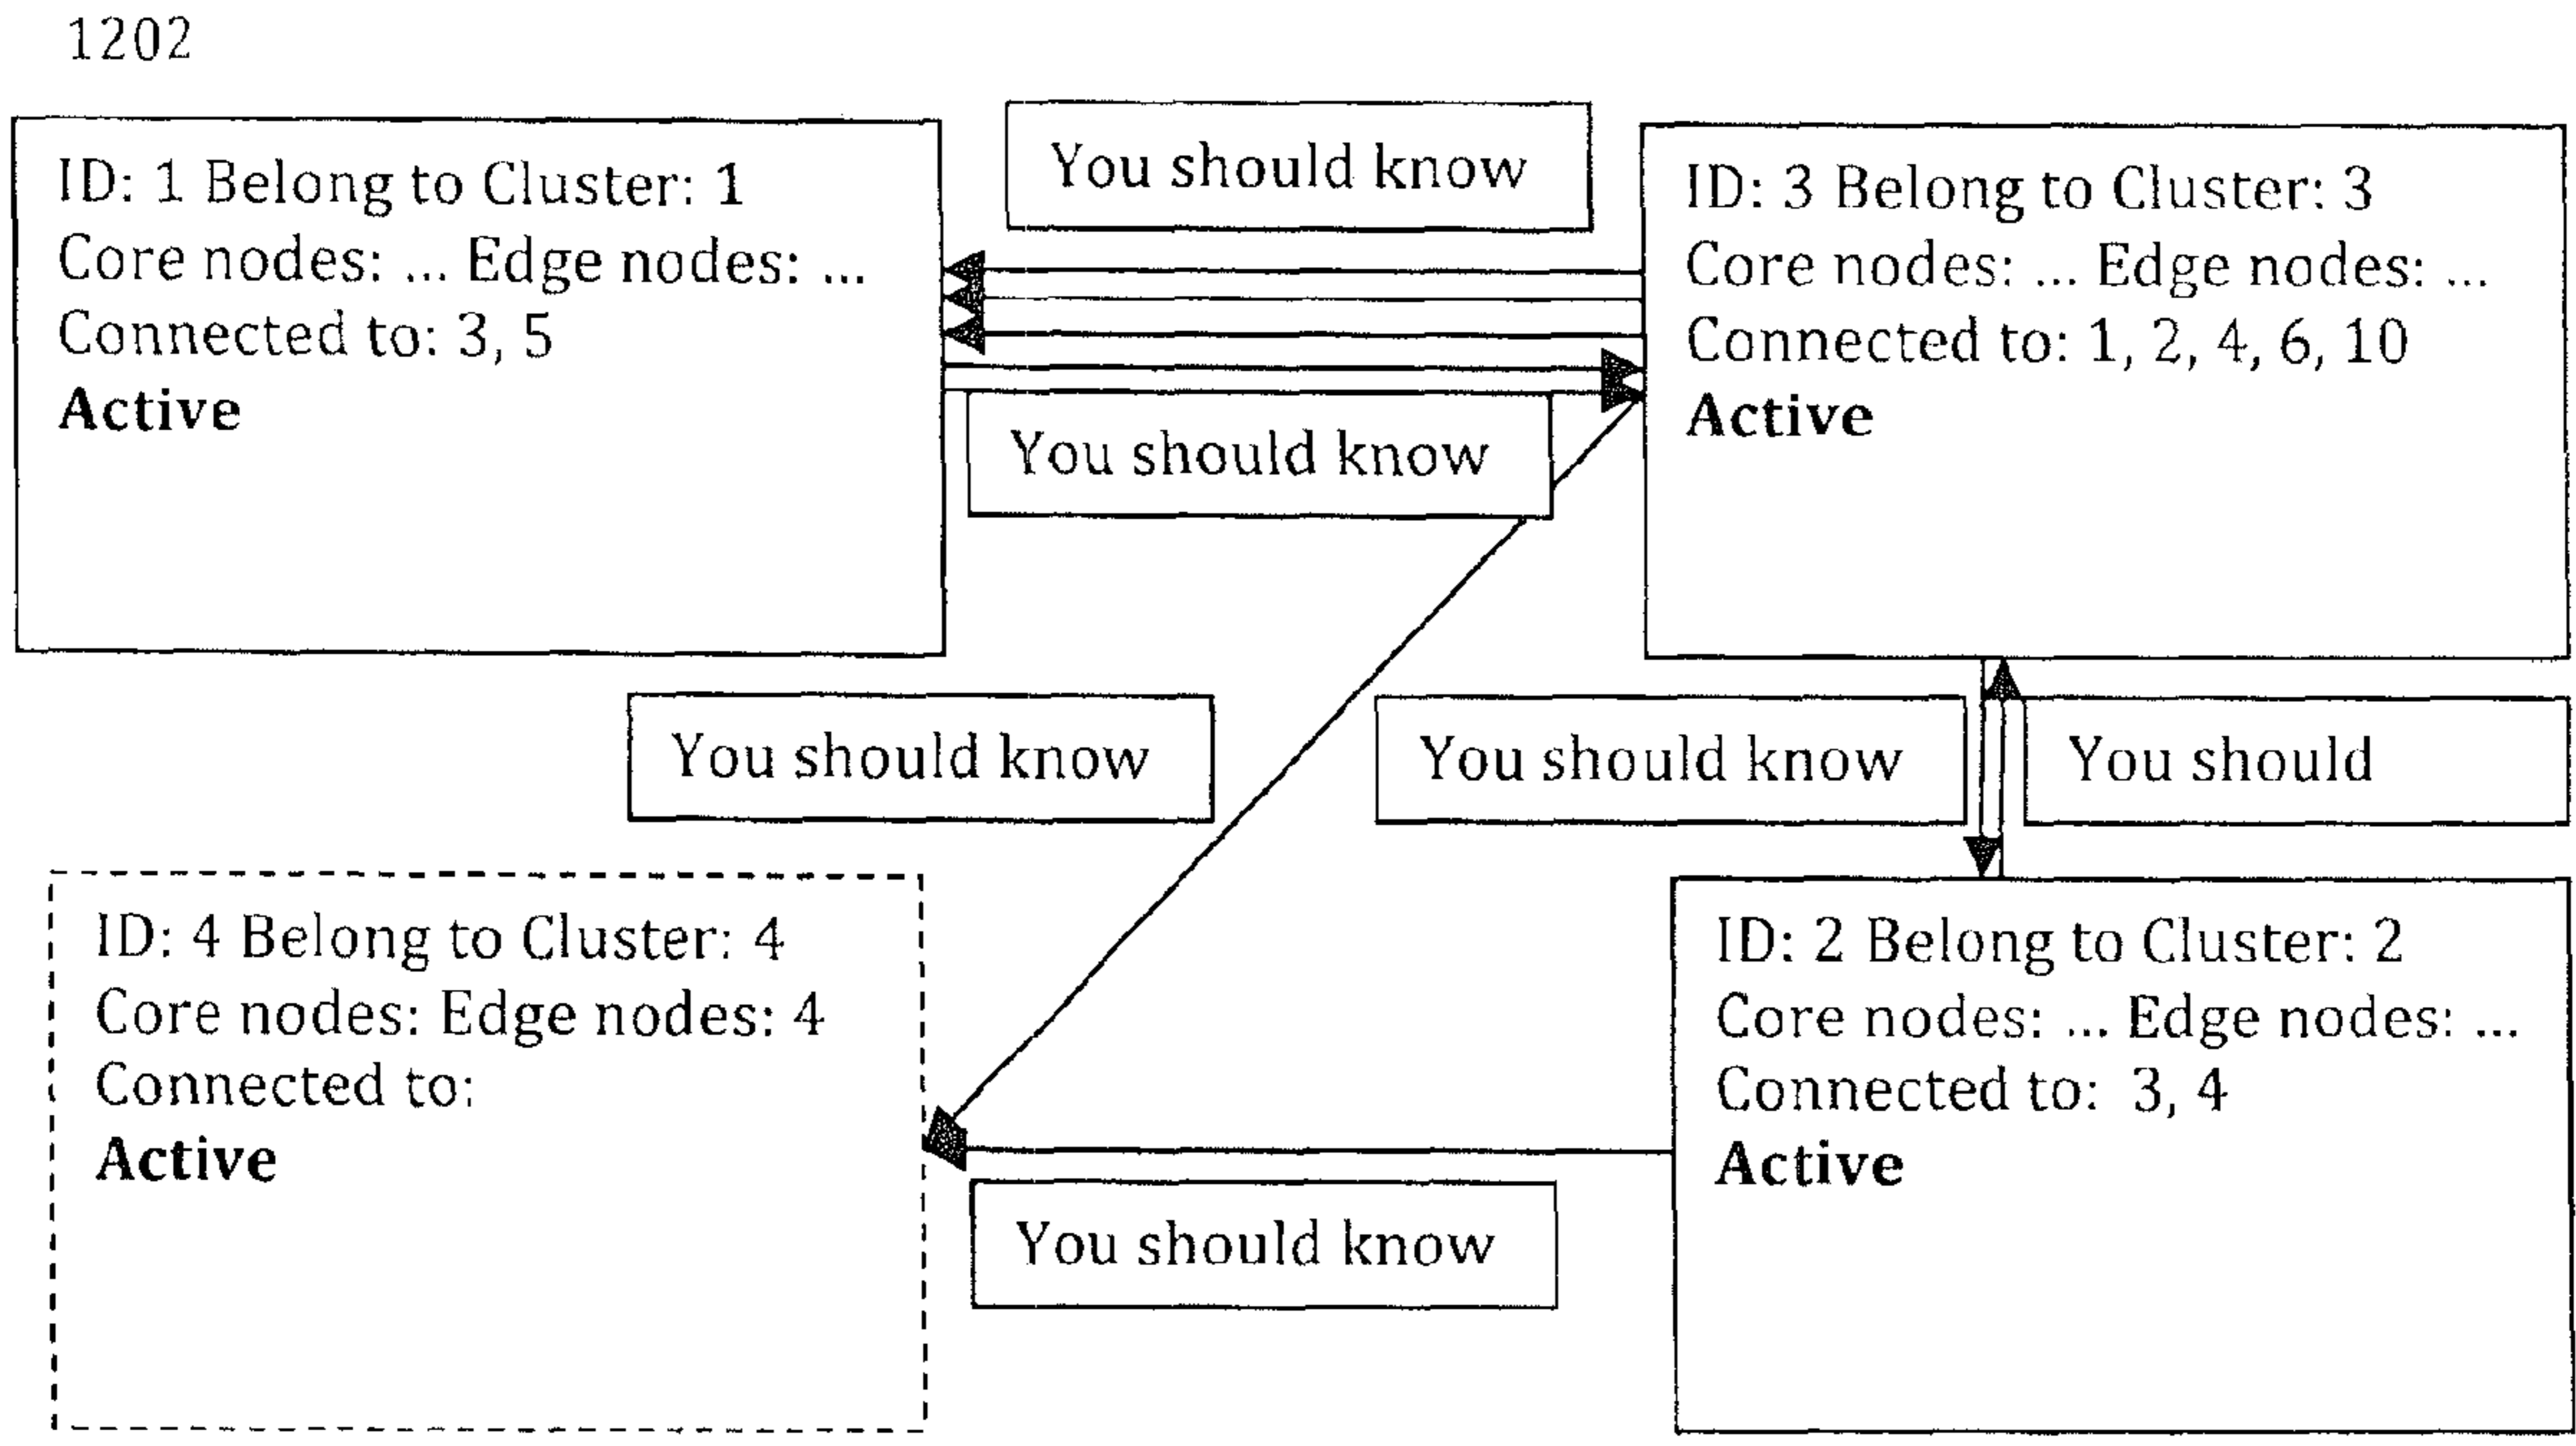 1202
ID: 1 Belong to Cluster: 1
Core nodes: ... Edge nodes: ...
Connected to: 3, 5
Active
You should know
You should know
ID: 3 Belong to Cluster: 3
Core nodes: ... Edge nodes: ...
Connected to: 1, 2, 4, 6, 10
Active
You should know
You should know
You should
ID: 4 Belong to Cluster: 4
Core nodes: Edge nodes: 4
Connected to:
Active
You should know
ID: 2 Belong to Cluster: 2
Core nodes: ... Edge nodes: ...
Connected to: 3, 4
Active